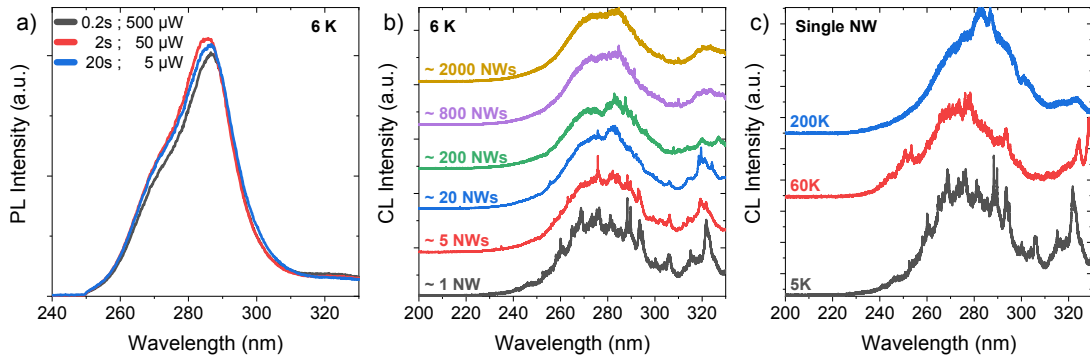 a)
0.2s ; 500 µW
2s ; 50 µW
20s ; 5 µW
6 K
PL Intensity (a.u.)
240 260 280 300 320
Wavelength (nm)
b)
6 K
~ 2000 NWs
~ 800 NWs
~ 200 NWs
~ 20 NWs
~ 5 NWs
~ 1 NW
CL Intensity (a.u.)
200 220 240 260 280 300 320
Wavelength (nm)
c)
Single NW
200K
60K
5K
CL Intensity (a.u.)
200 220 240 260 280 300 320
Wavelength (nm)